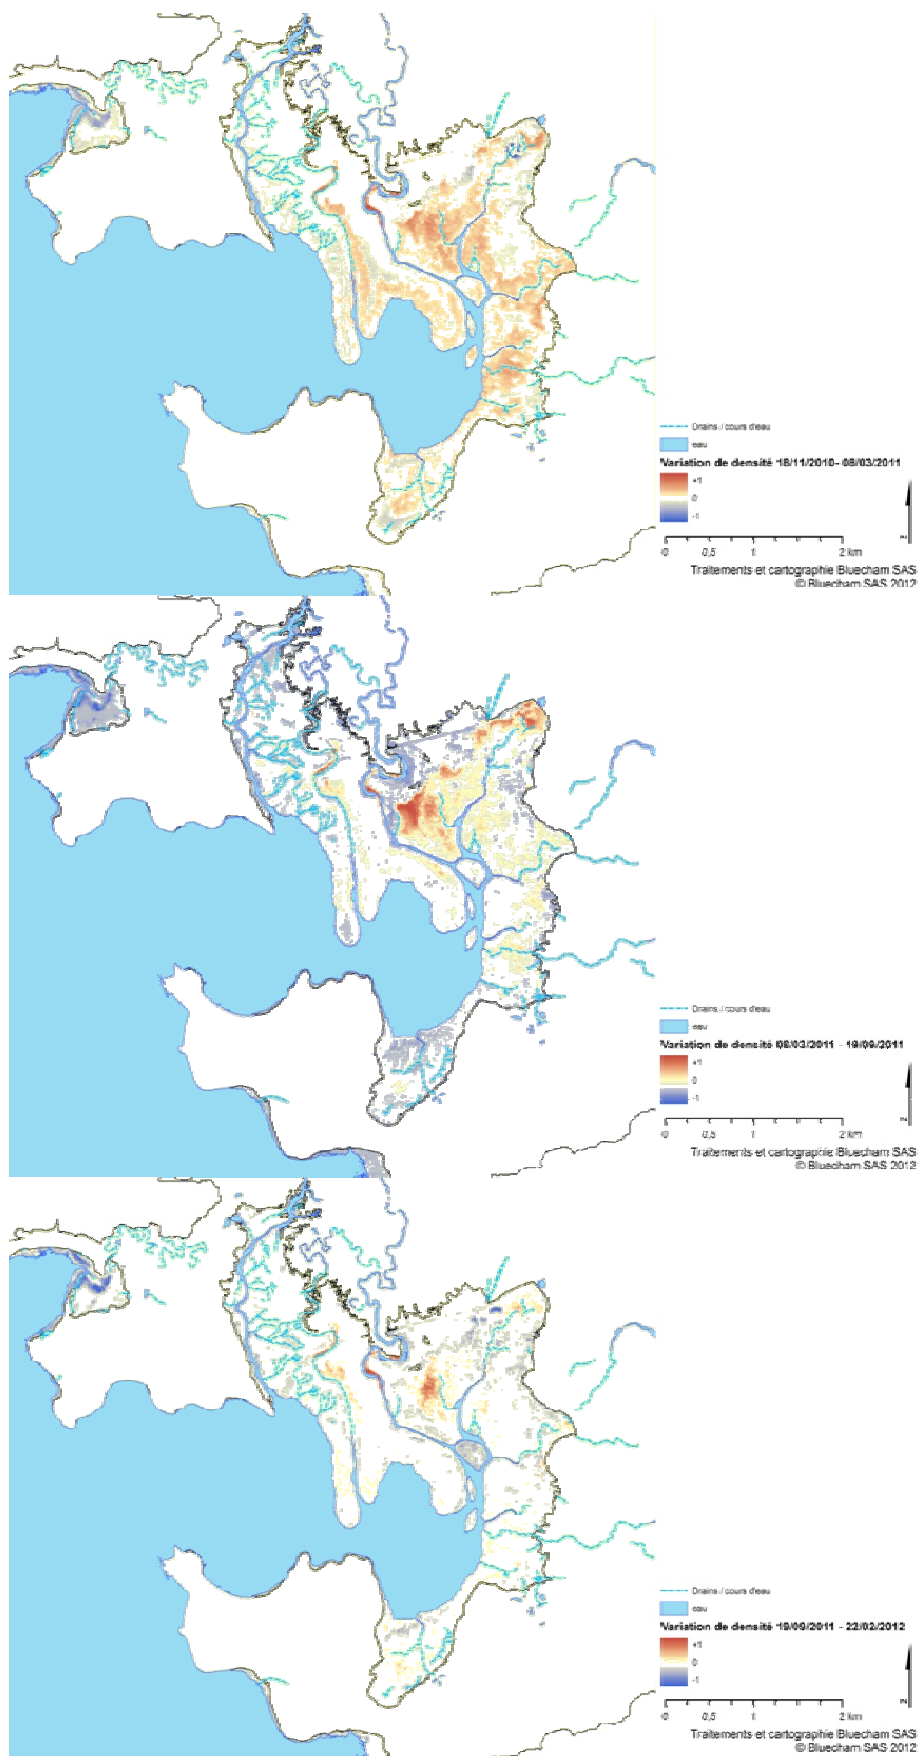 Drains / cours d'eau
eau
Variation de densité 18/11/2010- 08/03/2011
+1
0
-1
0 0,5 1 2 km
Traitements et cartographie Bluecham SAS
© Bluecham SAS 2012
Drains / cours d'eau
eau
Variation de densité 08/03/2011 - 19/09/2011
+1
0
-1
0 0,5 1 2 km
Traitements et cartographie Bluecham SAS
© Bluecham SAS 2012
Drains / cours d'eau
eau
Variation de densité 19/09/2011 - 22/02/2012
+1
0
-1
0 0,5 1 2 km
Traitements et cartographie Bluecham SAS
© Bluecham SAS 2012